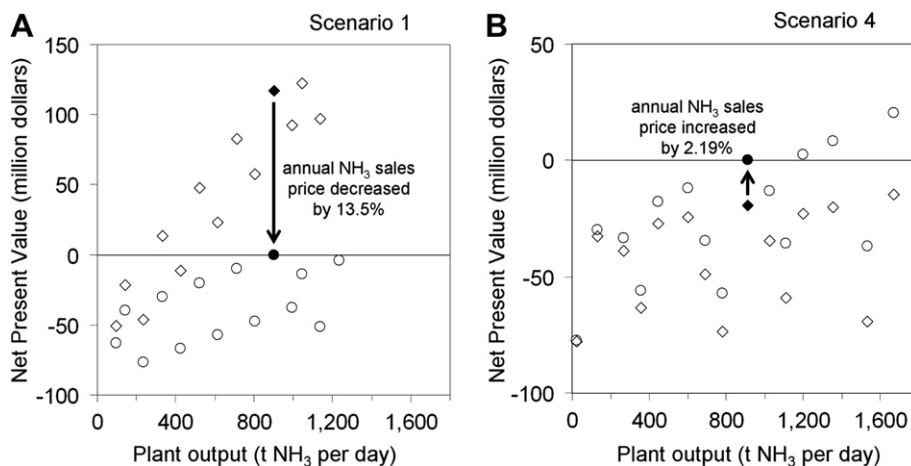 A
Scenario 1
Net Present Value (million dollars)
150
100
50
0
-50
-100
annual NH₃ sales
price decreased
by 13.5%
0
400
800
1,200
1,600
Plant output (t NH₃ per day)
B
Scenario 4
Net Present Value (million dollars)
50
0
-50
-100
annual NH₃ sales
price increased
by 2.19%
0
400
800
1,200
1,600
Plant output (t NH₃ per day)